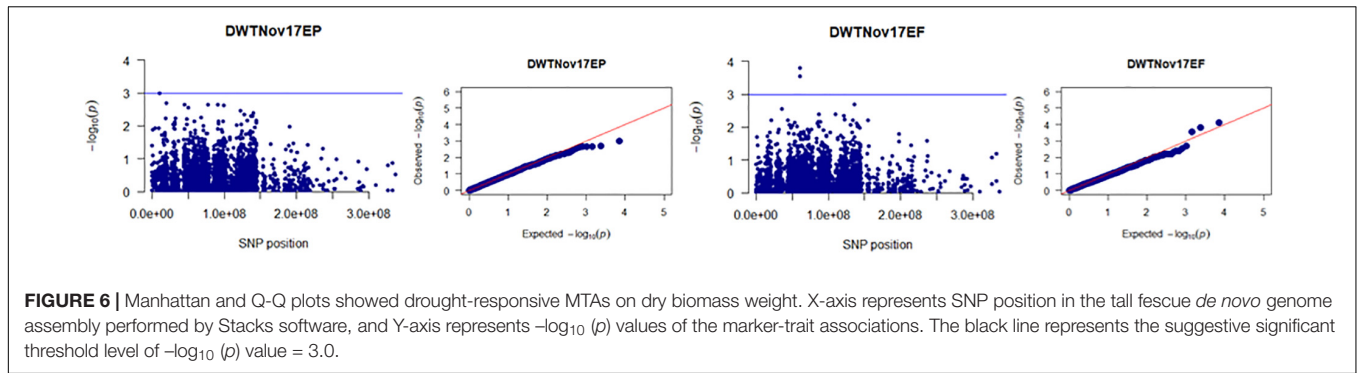 DWTNov17EP
4
3
2
1
0
−log10(p)
0.0e+00 1.0e+08 2.0e+08 3.0e+08
SNP position
DWTNov17EP
6
5
4
3
2
1
0
Observed −log10(p)
0 1 2 3 4 5
Expected −log10(p)
DWTNov17EF
4
3
2
1
0
−log10(p)
0.0e+00 1.0e+08 2.0e+08 3.0e+08
SNP position
DWTNov17EF
6
5
4
3
2
1
0
Observed −log10(p)
0 1 2 3 4 5
Expected −log10(p)
FIGURE 6 | Manhattan and Q-Q plots showed drought-responsive MTAs on dry biomass weight. X-axis represents SNP position in the tall fescue de novo genome
assembly performed by Stacks software, and Y-axis represents –log10 (p) values of the marker-trait associations. The black line represents the suggestive significant
threshold level of –log10 (p) value = 3.0.